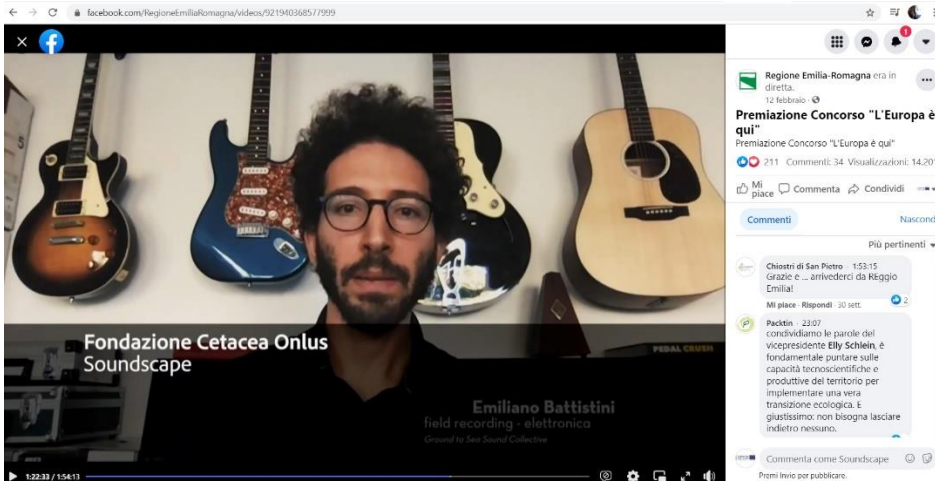 facebook.com/RegioneEmiliaRomagna/videos/921940368577999
1
Regione Emilia-Romagna era in
diretta.
12 febbraio ·
Premiazione Concorso "L'Europa è
qui"
Premiazione Concorso "L'Europa è qui"
211 Commenti: 34 Visualizzazioni: 14.201
Mi piace
Commenta
Condividi
Commenti
Nascond
Più pertinenti
Chiostri di San Pietro · 1:53:15
Grazie e ... arrivederci da REggio
Emilia!
Mi piace · Rispondi · 30 sett.
2
Packtin · 23:07
condividiamo le parole del
vicepresidente Elly Schlein, è
fondamentale puntare sulle
capacità tecnoscientifiche e
produttive del territorio per
implementare una vera
transizione ecologica. E
giustissimo: non bisogna lasciare
indietro nessuno.
Commenta come Soundscape
Premi Invio per pubblicare.
Fondazione Cetacea Onlus
Soundscape
PEDAL CRUSH
Emiliano Battistini
field recording - elettronica
Ground to Sea Sound Collective
1:22:33 / 1:54:13